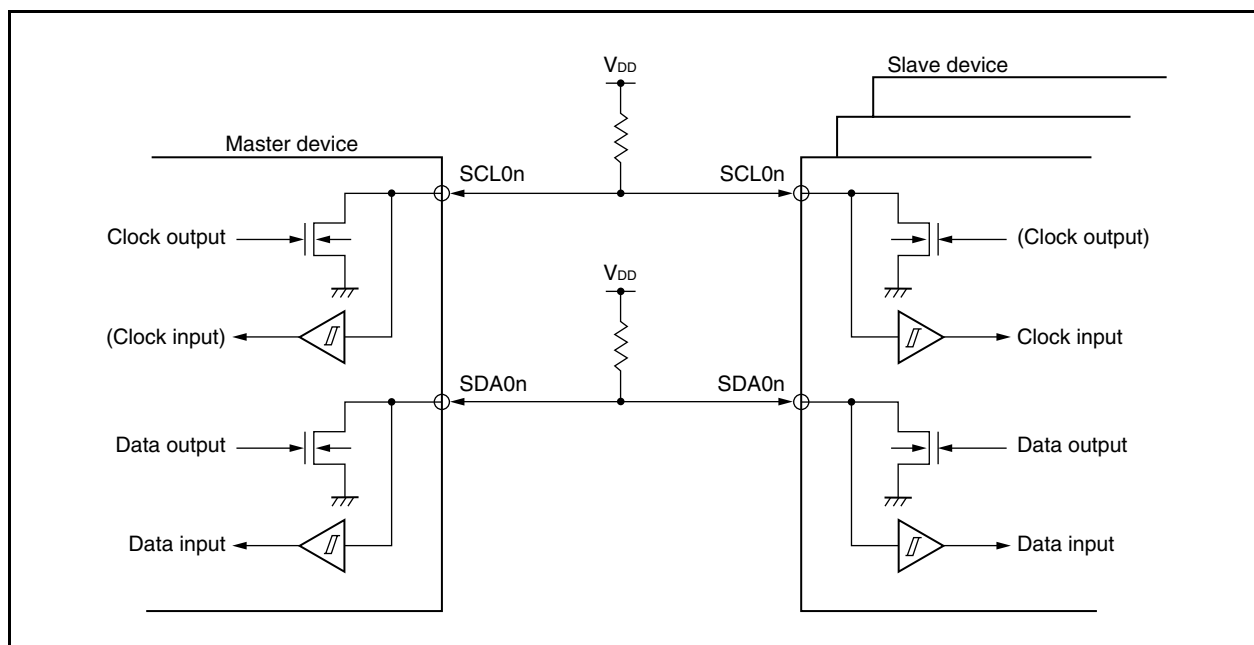 VDD
Slave device
Master device
SCL0n
SCL0n
Clock output
(Clock output)
VDD
(Clock input)
Clock input
SDA0n
SDA0n
Data output
Data output
Data input
Data input